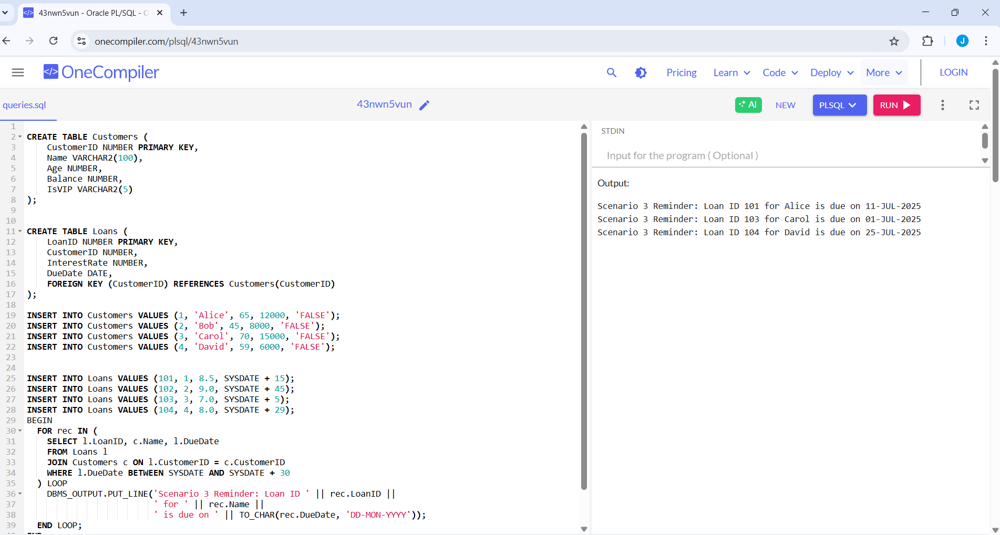 43nwn5vun - Oracle PL/SQL - O
onecompiler.com/plsql/43nwn5vun
J
</> OneCompiler
Pricing
Learn
Code
Deploy
More
LOGIN
queries.sql
43nwn5vun
AI
NEW
PLSQL
RUN
1
2 CREATE TABLE Customers (
3 CustomerID NUMBER PRIMARY KEY,
4 Name VARCHAR2(100),
5 Age NUMBER,
6 Balance NUMBER,
7 IsVIP VARCHAR2(5)
8 );
9
10
11 CREATE TABLE Loans (
12 LoanID NUMBER PRIMARY KEY,
13 CustomerID NUMBER,
14 InterestRate NUMBER,
15 DueDate DATE,
16 FOREIGN KEY (CustomerID) REFERENCES Customers(CustomerID)
17 );
18
19 INSERT INTO Customers VALUES (1, 'Alice', 65, 12000, 'FALSE');
20 INSERT INTO Customers VALUES (2, 'Bob', 45, 8000, 'FALSE');
21 INSERT INTO Customers VALUES (3, 'Carol', 70, 15000, 'FALSE');
22 INSERT INTO Customers VALUES (4, 'David', 59, 6000, 'FALSE');
23
24
25 INSERT INTO Loans VALUES (101, 1, 8.5, SYSDATE + 15);
26 INSERT INTO Loans VALUES (102, 2, 9.0, SYSDATE + 45);
27 INSERT INTO Loans VALUES (103, 3, 7.0, SYSDATE + 5);
28 INSERT INTO Loans VALUES (104, 4, 8.0, SYSDATE + 29);
29 BEGIN
30 FOR rec IN (
31 SELECT l.LoanID, c.Name, l.DueDate
32 FROM Loans l
33 JOIN Customers c ON l.CustomerID = c.CustomerID
34 WHERE l.DueDate BETWEEN SYSDATE AND SYSDATE + 30
35 ) LOOP
36 DBMS_OUTPUT.PUT_LINE('Scenario 3 Reminder: Loan ID ' || rec.LoanID ||
37 ' for ' || rec.Name ||
38 ' is due on ' || TO_CHAR(rec.DueDate, 'DD-MON-YYYY'));
39 END LOOP;
STDIN
Input for the program ( Optional )
Output:
Scenario 3 Reminder: Loan ID 101 for Alice is due on 11-JUL-2025
Scenario 3 Reminder: Loan ID 103 for Carol is due on 01-JUL-2025
Scenario 3 Reminder: Loan ID 104 for David is due on 25-JUL-2025